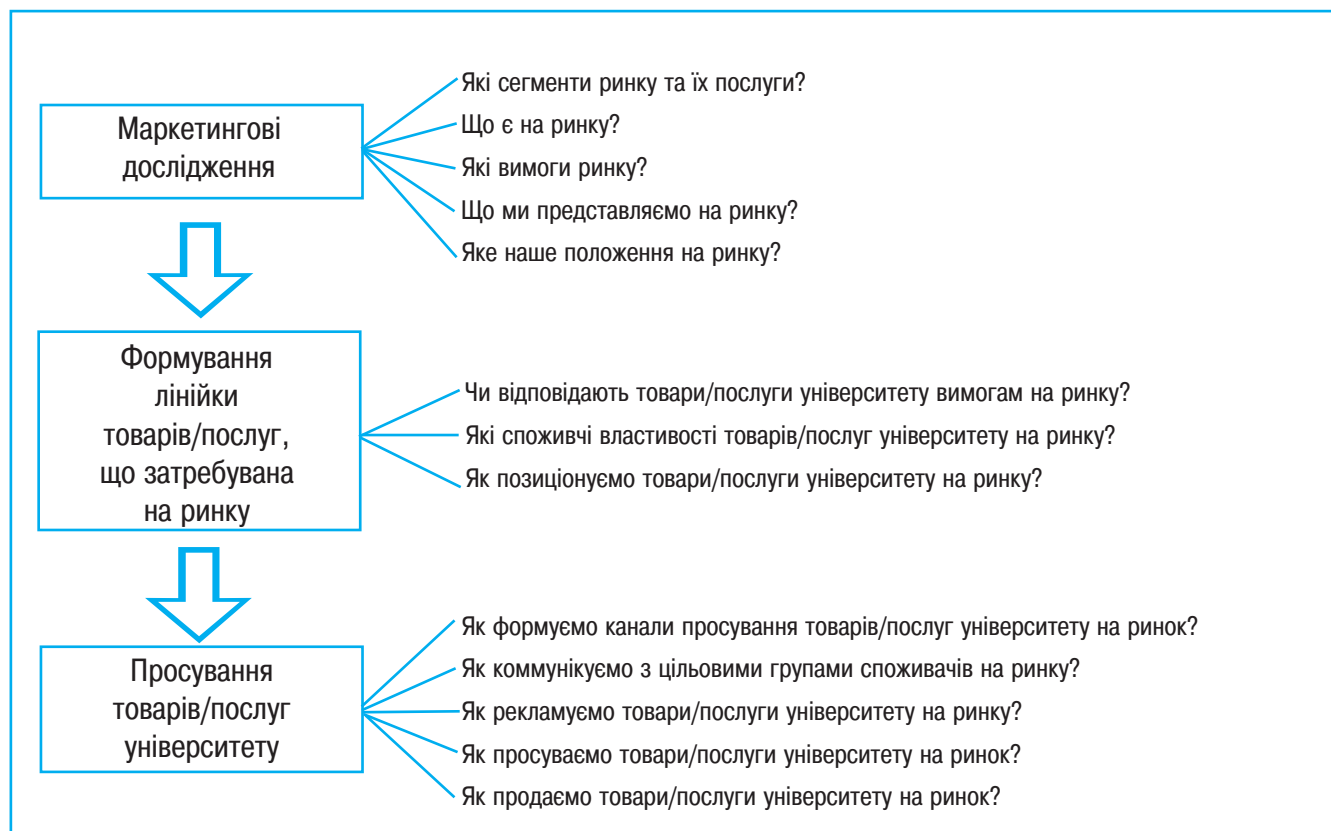 Маркетингові
дослідження
Які сегменти ринку та їх послуги?
Що є на ринку?
Які вимоги ринку?
Що ми представляємо на ринку?
Яке наше положення на ринку?
Формування
лінійки
товарів/послуг,
що затребувана
на ринку
Чи відповідають товари/послуги університету вимогам на ринку?
Які споживчі властивості товарів/послуг університету на ринку?
Як позиціонуємо товари/послуги університету на ринку?
Просування
товарів/послуг
університету
Як формуємо канали просування товарів/послуг університету на ринок?
Як коммунікуємо з цільовими групами споживачів на ринку?
Як рекламуємо товари/послуги університету на ринку?
Як просуваємо товари/послуги університету на ринок?
Як продаємо товари/послуги університету на ринок?